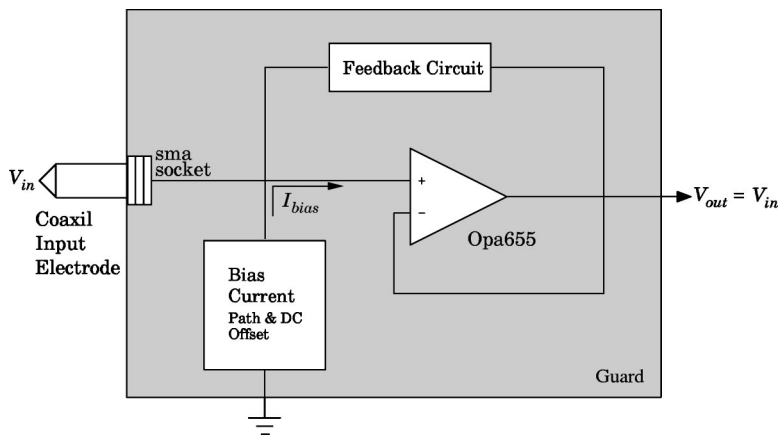 Feedback Circuit
sma
socket
V_in
Coaxil
Input
Electrode
I_bias
+
−
Opa655
V_out = V_in
Bias
Current
Path & DC
Offset
Guard